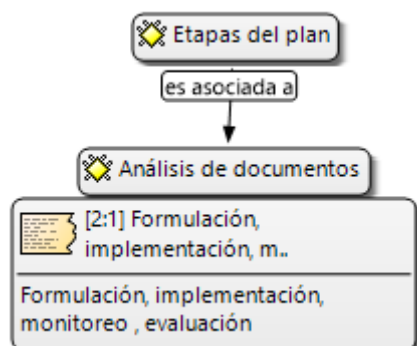 Etapas del plan
es asociada a
Análisis de documentos
[2:1] Formulación,
implementación, m..
Formulación, implementación,
monitoreo , evaluación